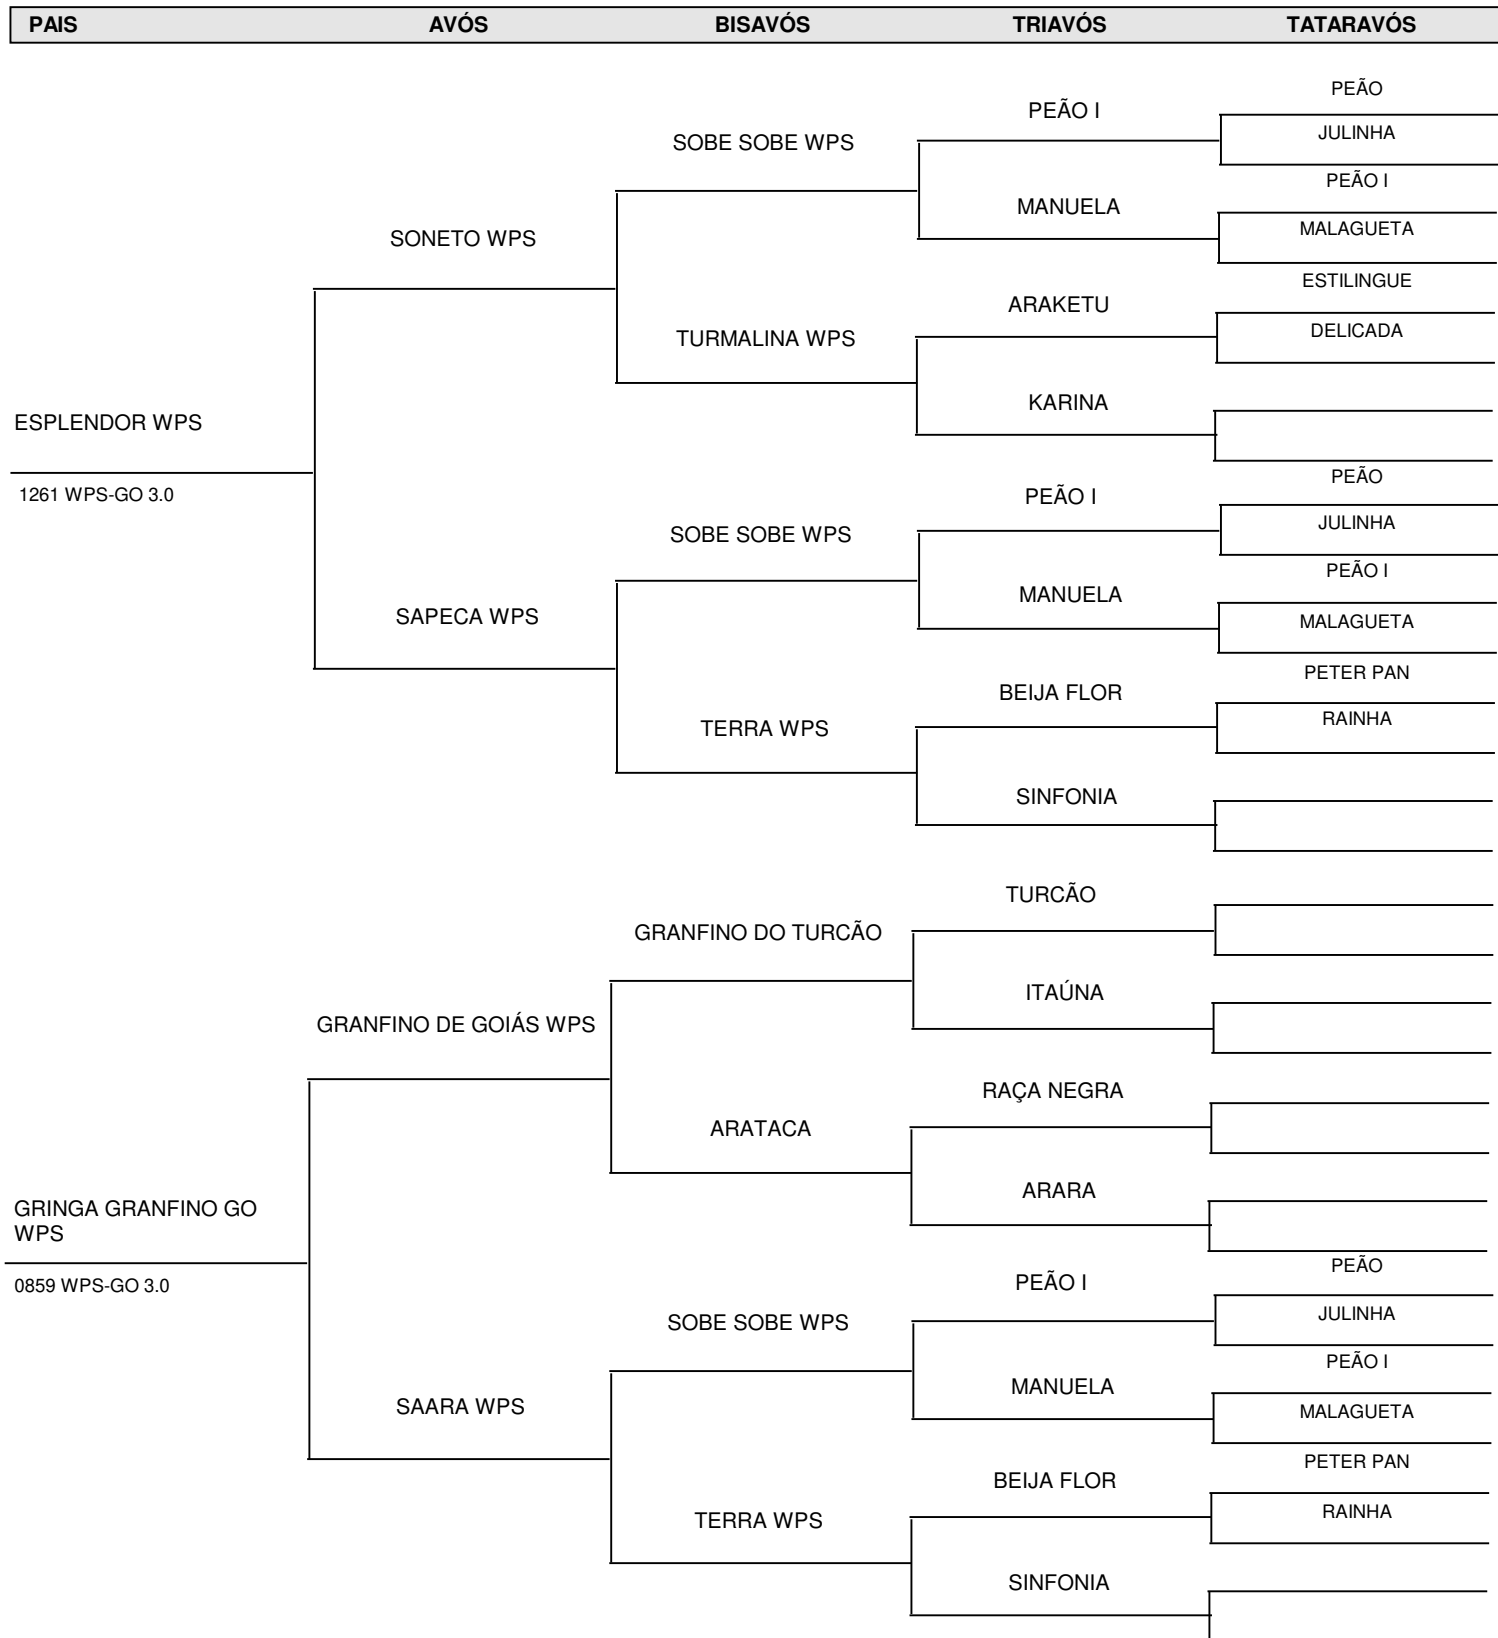 PAIS AVÓS BISAVÓS TRIAVÓS TATARAVÓS
PEÃO
PEÃO I
JULINHA
SOBE SOBE WPS
PEÃO I
MANUELA
MALAGUETA
SONETO WPS
ESTILINGUE
ARAKETU
DELICADA
TURMALINA WPS
KARINA
ESPLENDOR WPS
PEÃO
1261 WPS-GO 3.0
PEÃO I
JULINHA
SOBE SOBE WPS
PEÃO I
MANUELA
MALAGUETA
SAPECA WPS
PETER PAN
BEIJA FLOR
RAINHA
TERRA WPS
SINFONIA
TURCÃO
GRANFINO DO TURCÃO
ITAÚNA
GRANFINO DE GOIÁS WPS
RAÇA NEGRA
ARATACA
ARARA
GRINGA GRANFINO GO
WPS
PEÃO
0859 WPS-GO 3.0
PEÃO I
JULINHA
SOBE SOBE WPS
PEÃO I
MANUELA
MALAGUETA
SAARA WPS
PETER PAN
BEIJA FLOR
RAINHA
TERRA WPS
SINFONIA